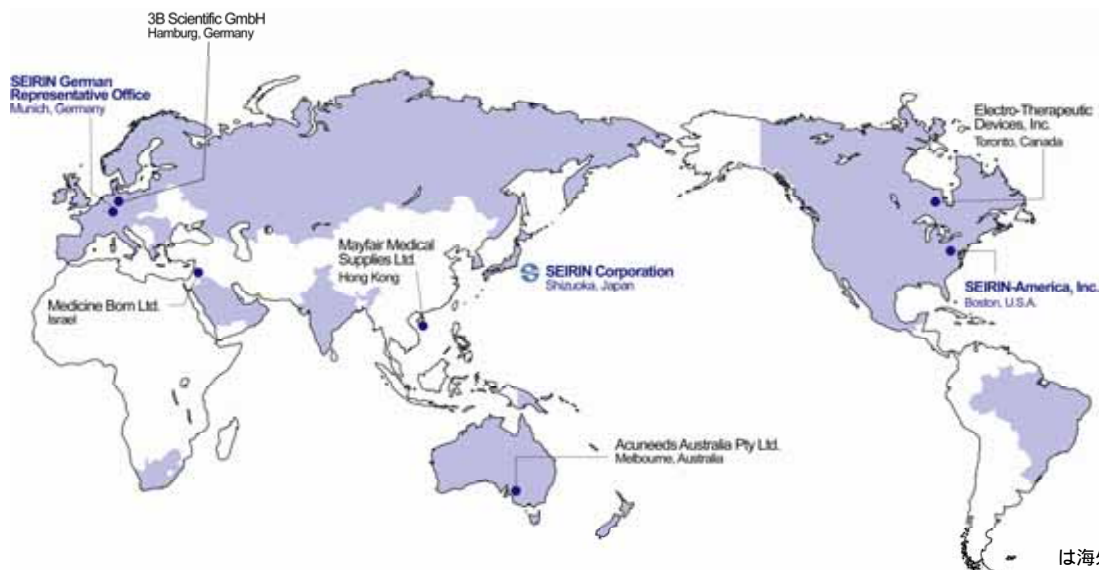 3B Scientific GmbH
Hamburg, Germany
SEIRIN German
Representative Office
Munich, Germany
Electro-Therapeutic
Devices, Inc.
Toronto, Canada
Mayfair Medical
Supplies Ltd.
Hong Kong
SEIRIN Corporation
Shizuoka, Japan
Medicine Born Ltd.
Israel
SEIRIN-America, Inc.
Boston, U.S.A.
Acuneeds Australia Pty Ltd.
Melbourne, Australia
は海